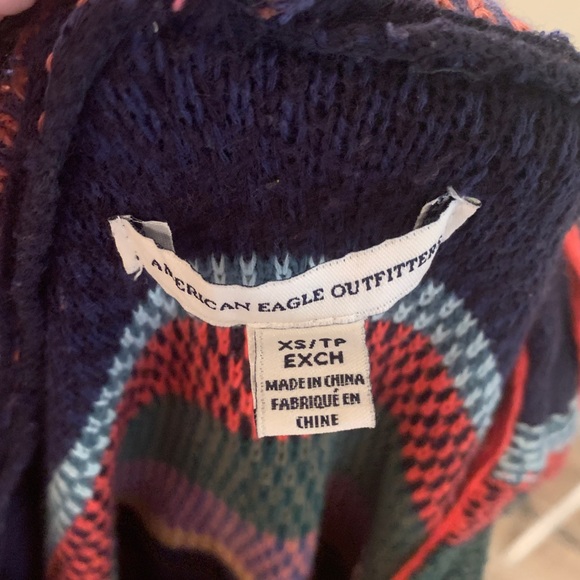 AMERICAN EAGLE OUTFITTERS
XS/TP
EXCH
MADE IN CHINA
FABRIQUÉ EN
CHINE